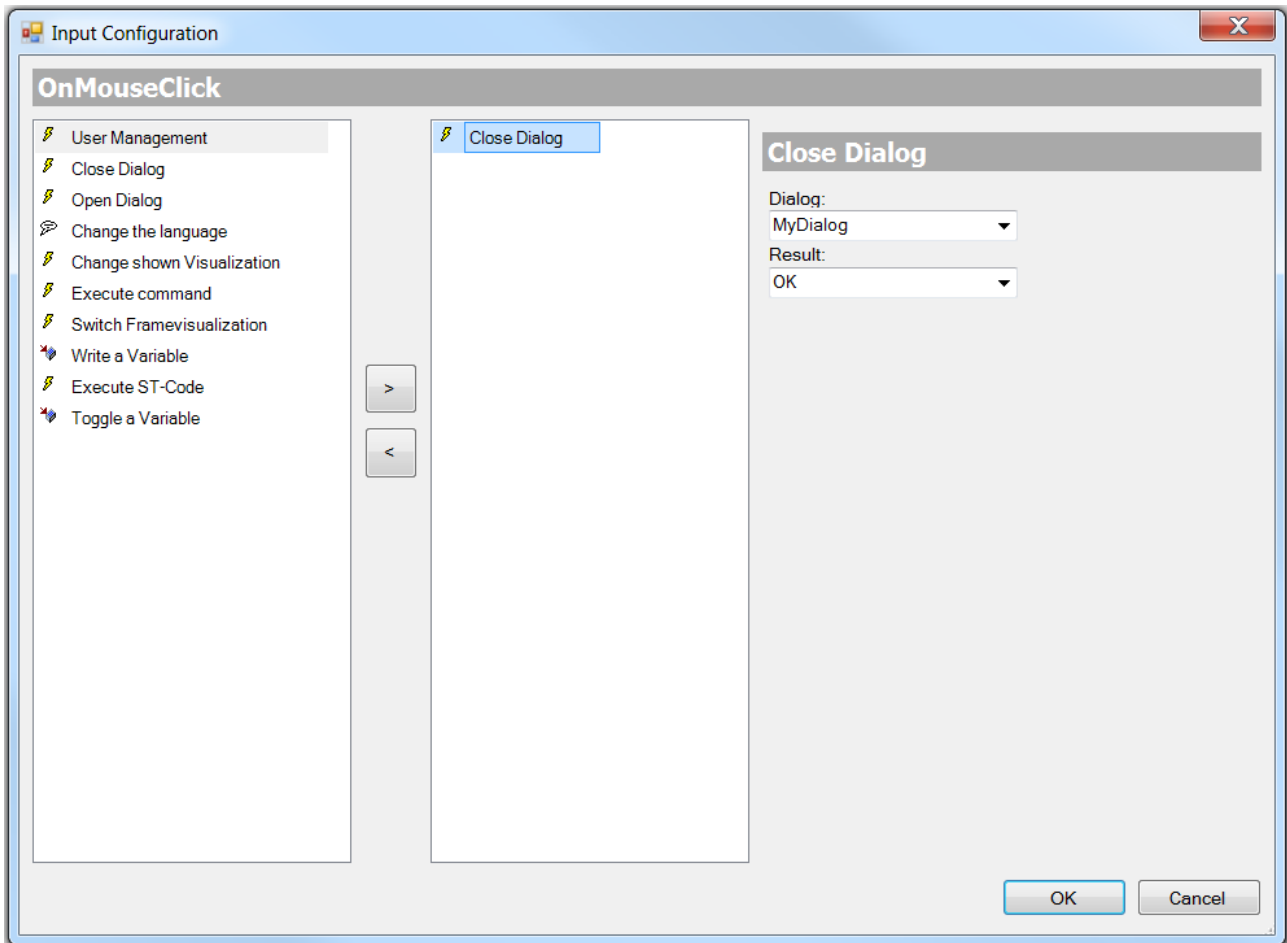 Input Configuration
X
OnMouseClick
User Management
Close Dialog
Open Dialog
Change the language
Change shown Visualization
Execute command
Switch Framevisualization
Write a Variable
Execute ST-Code
Toggle a Variable
>
<
Close Dialog
Close Dialog
Dialog:
MyDialog
Result:
OK
OK
Cancel